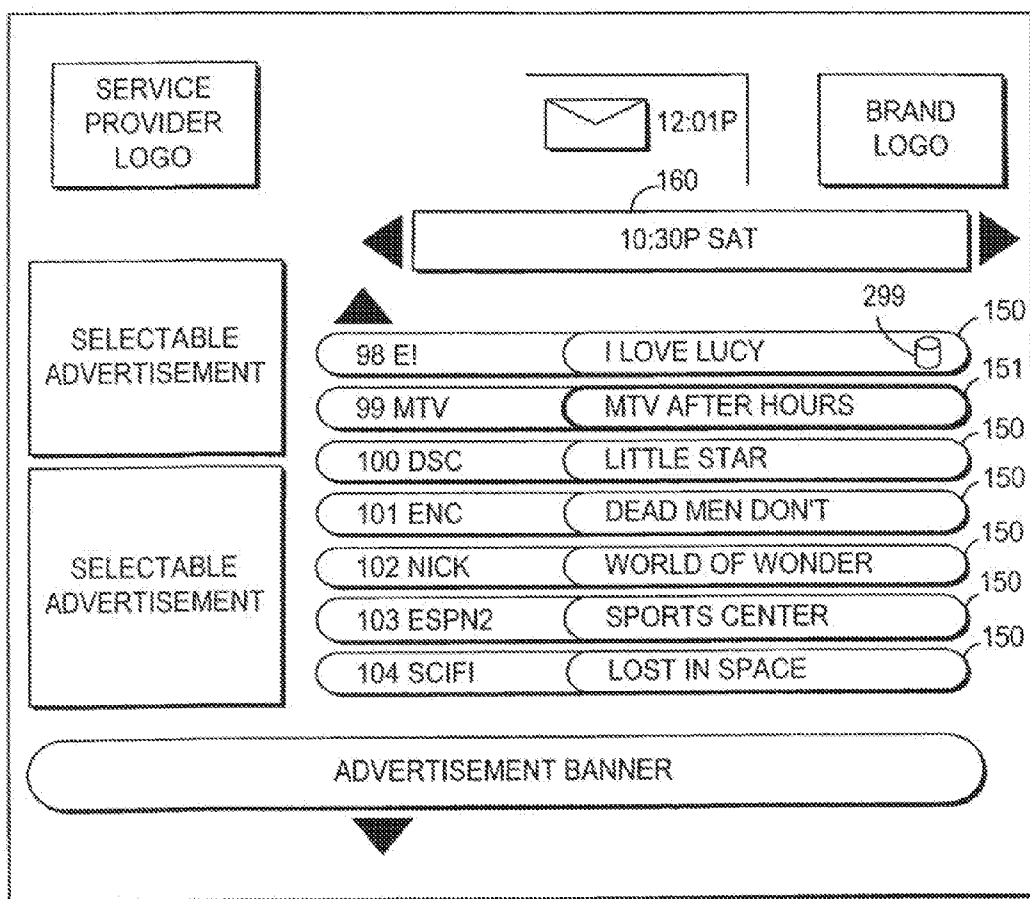 SERVICE
PROVIDER
LOGO
12:01P
BRAND
LOGO
160
10:30P SAT
299
SELECTABLE
ADVERTISEMENT
98 E! I LOVE LUCY 150
99 MTV MTV AFTER HOURS 151
100 DSC LITTLE STAR 150
101 ENC DEAD MEN DON'T 150
102 NICK WORLD OF WONDER 150
103 ESPN2 SPORTS CENTER 150
104 SCIFI LOST IN SPACE 150
SELECTABLE
ADVERTISEMENT
ADVERTISEMENT BANNER